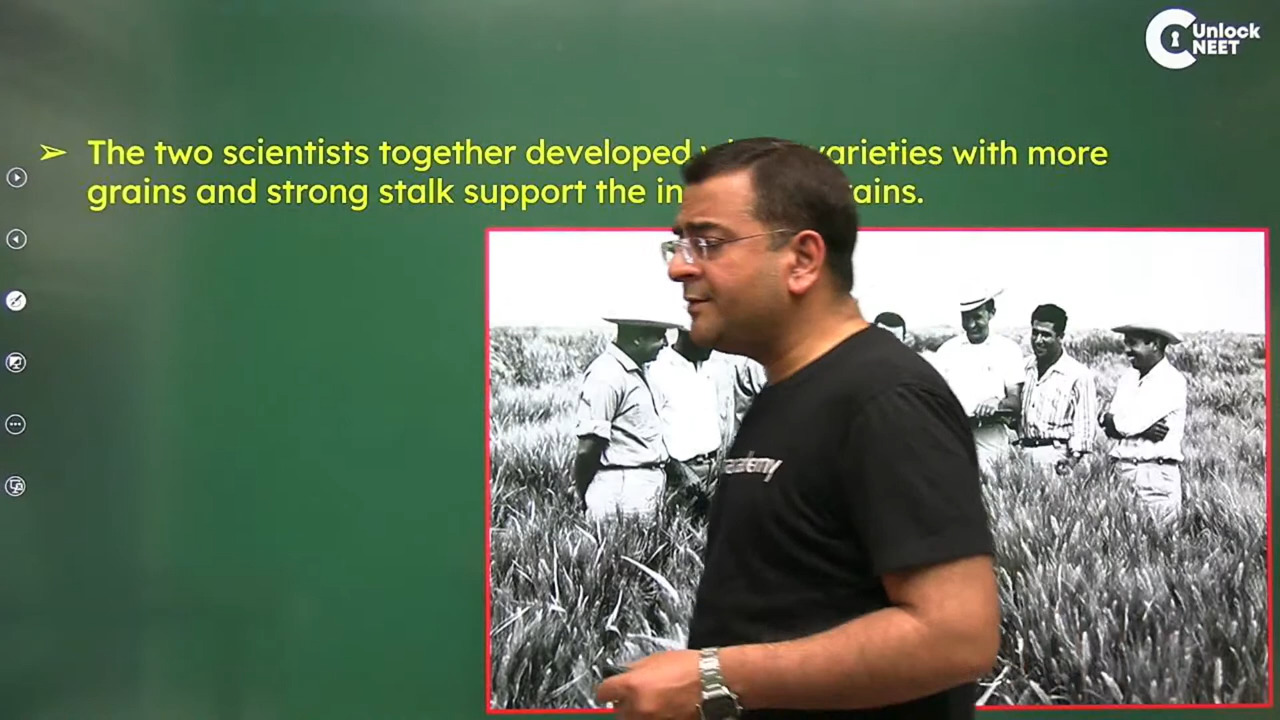 Unlock
NEET
The two scientists together developed varieties with more
grains and strong stalk support the